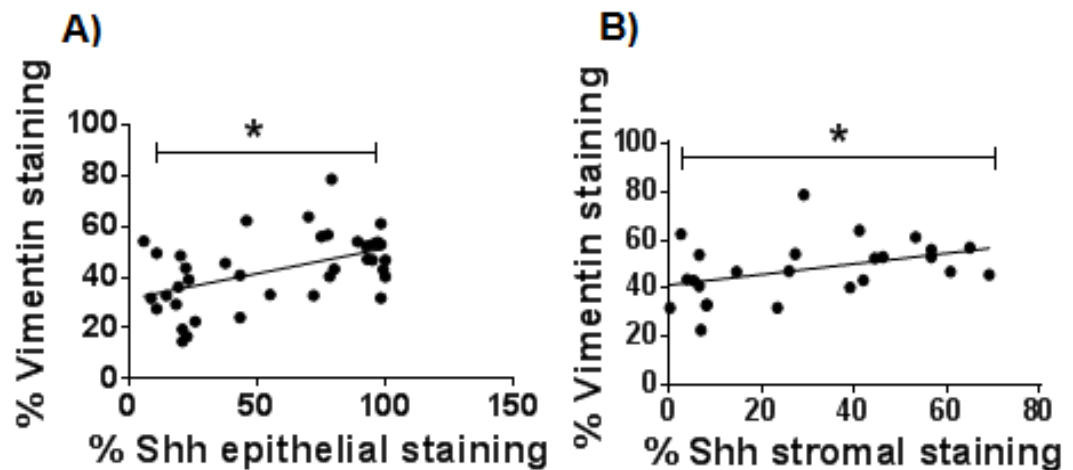 A)
% Vimentin staining
100
80
60
40
20
0
*
0 50 100 150
% Shh epithelial staining
B)
% Vimentin staining
100
80
60
40
20
0
*
0 20 40 60 80
% Shh stromal staining